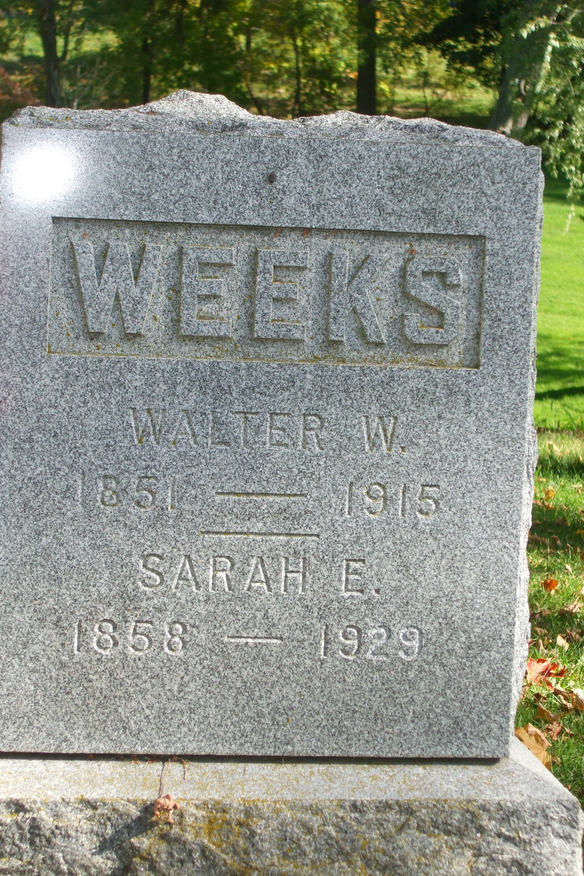 WEEKS
WALTER W.
1851 — 1915
SARAH E.
1858 — 1929